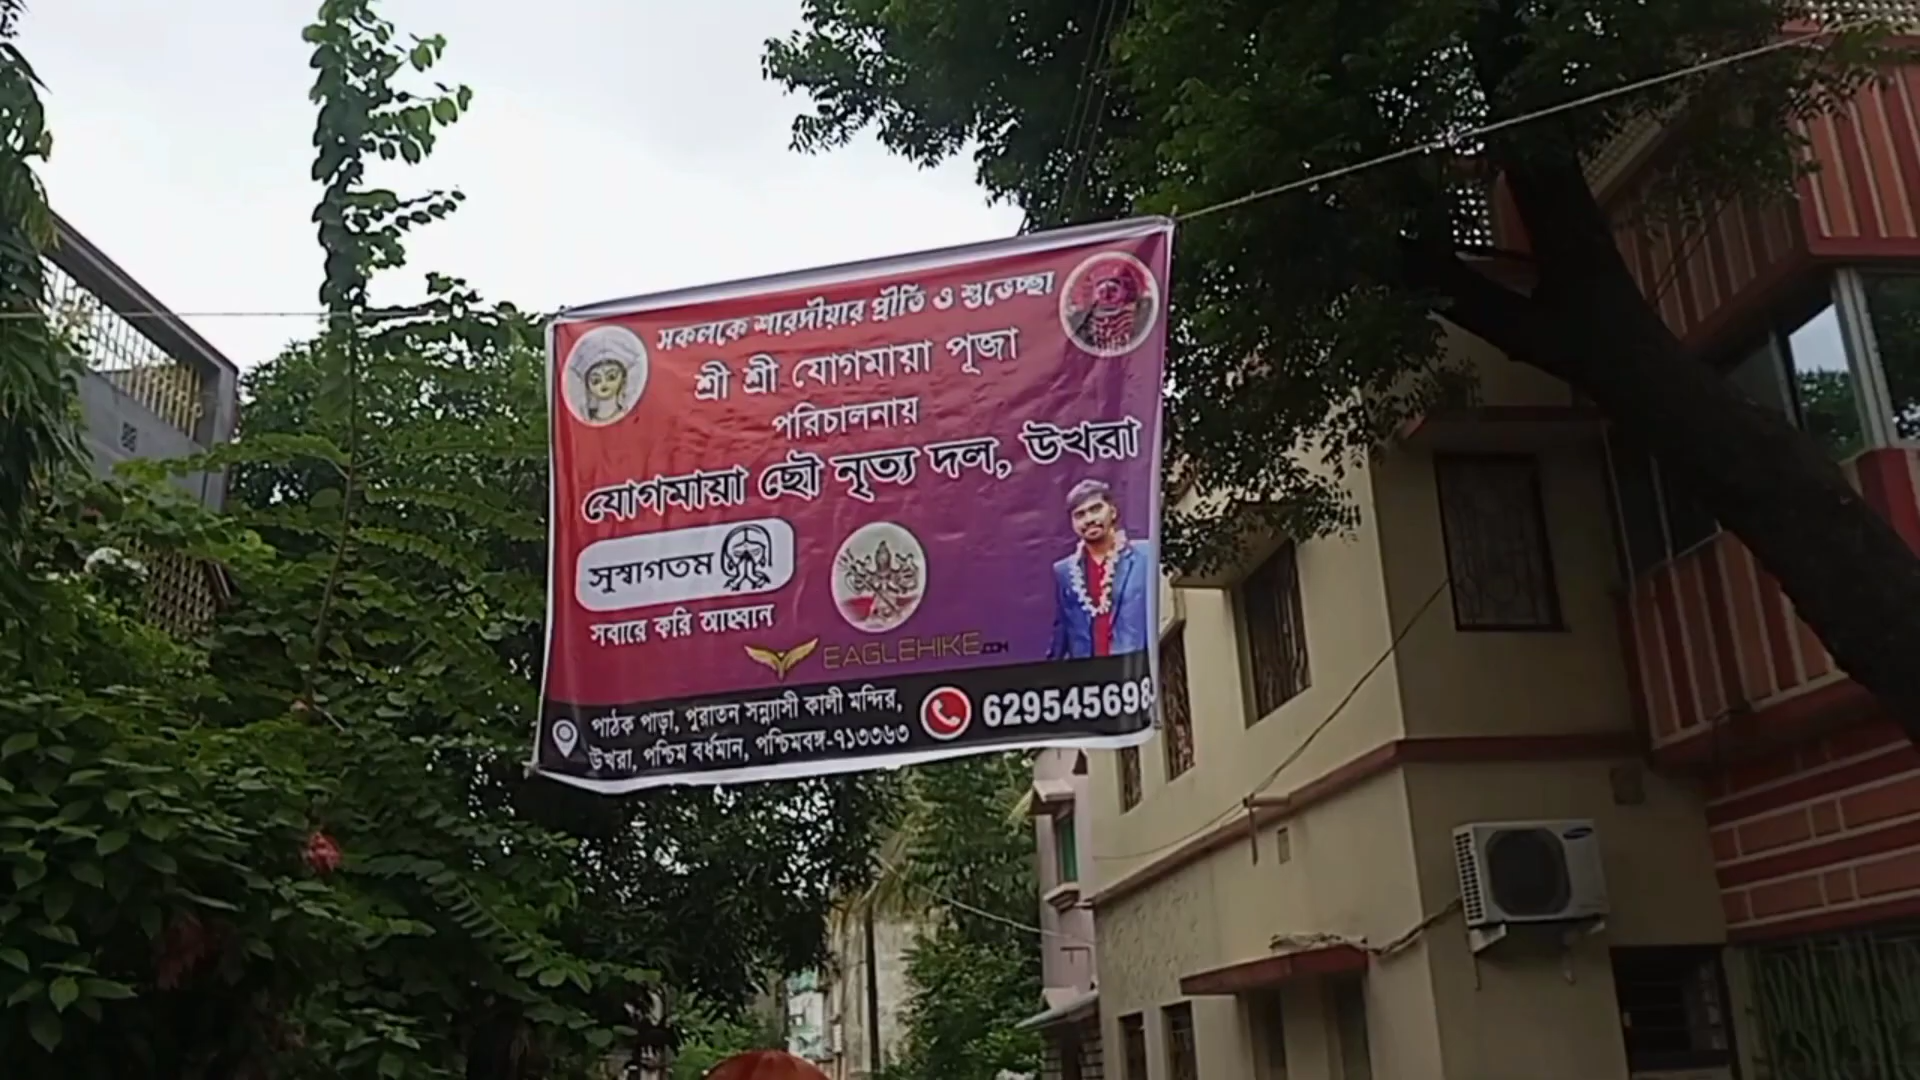 সকলকে শারদীয়ার প্রীতি ও শুভেচ্ছা
শ্রী শ্রী যোগমায়া পূজা
পরিচালনায়
যোগমায়া ছৌ নৃত্য দল, উখরা
সুস্বাগতম
সবারে করি আহ্বান
EAGLEHIKE.COM
পাঠক পাড়া, পুরাতন সন্ন্যাসী কালী মন্দির,
উখরা, পশ্চিম বর্ধমান, পশ্চিমবঙ্গ-৭১৩৩৬৩
629545698